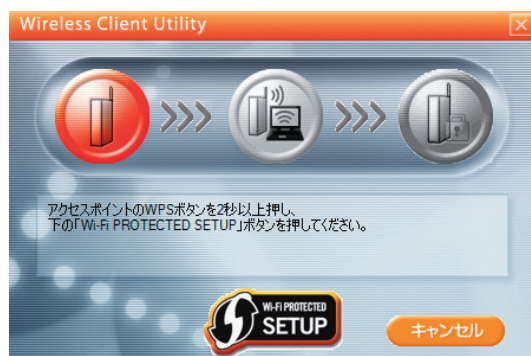 Wireless Client Utility
アクセスポイントのWPSボタンを2秒以上押し、
下の「Wi-Fi PROTECTED SETUP」ボタンを押してください。
Wi-Fi PROTECTED
SETUP
キャンセル